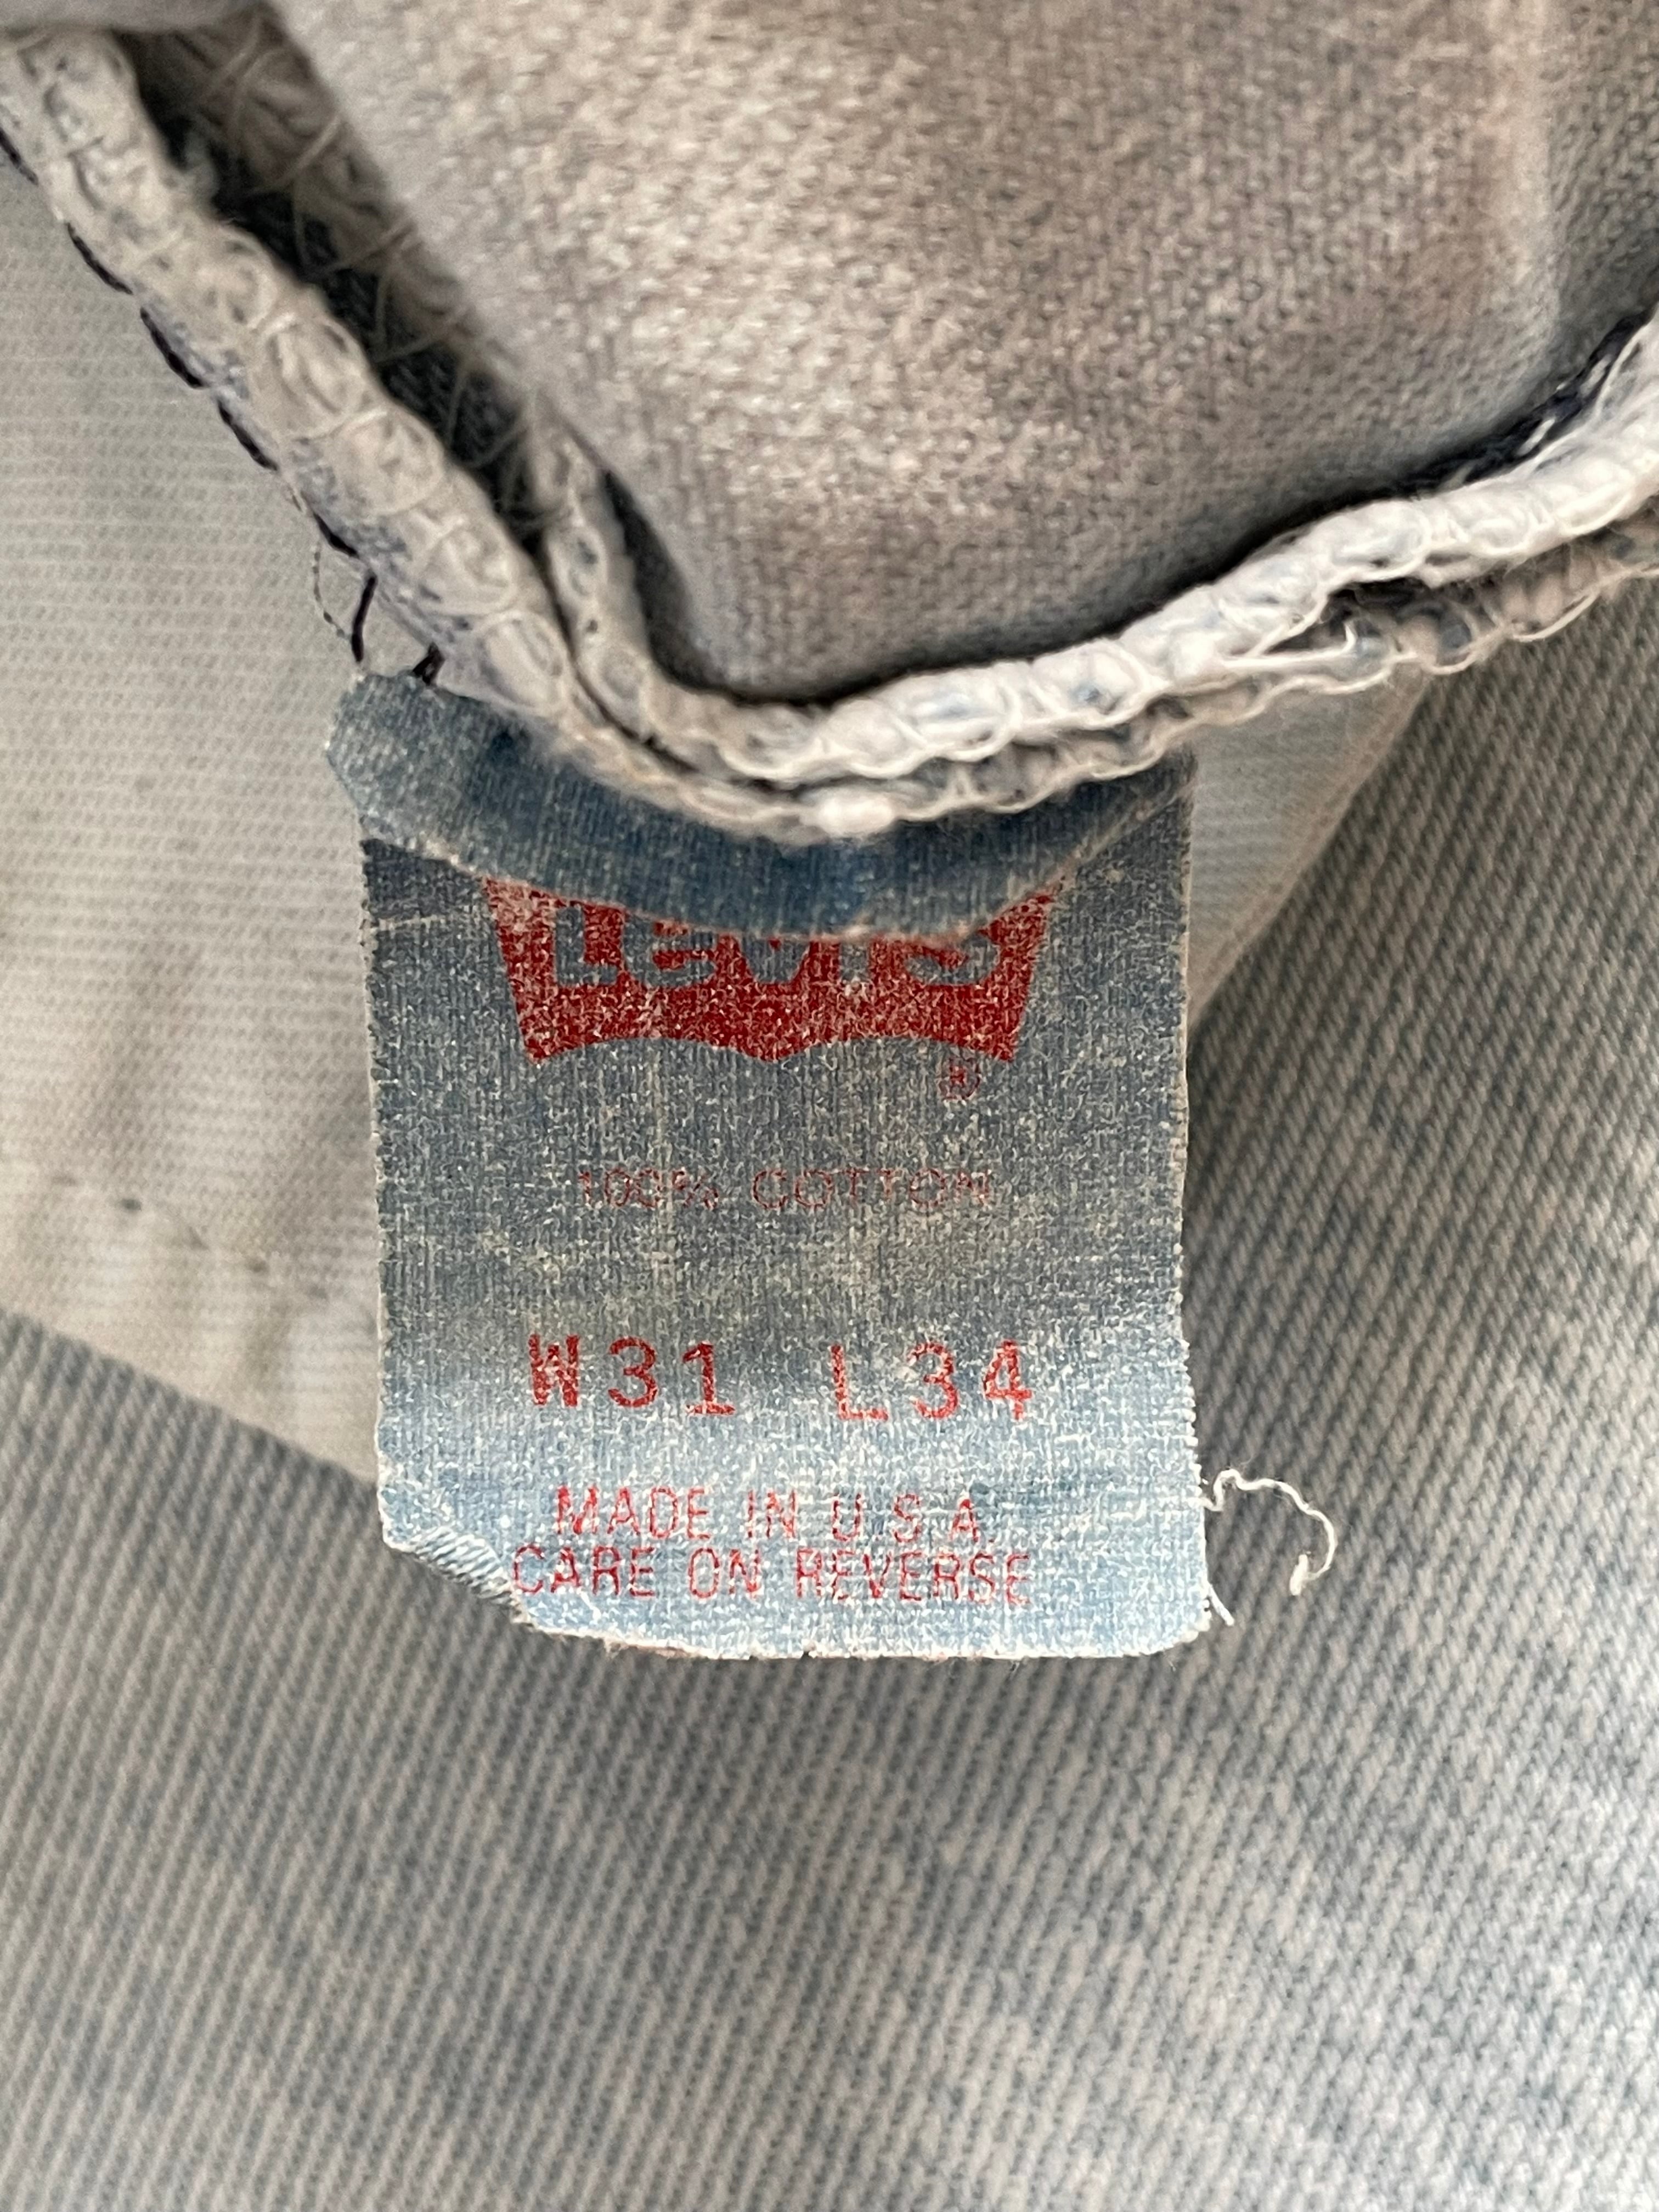 LEVI'S
®
100% COTTON
W31 L34
MADE IN U.S.A.
CARE ON REVERSE